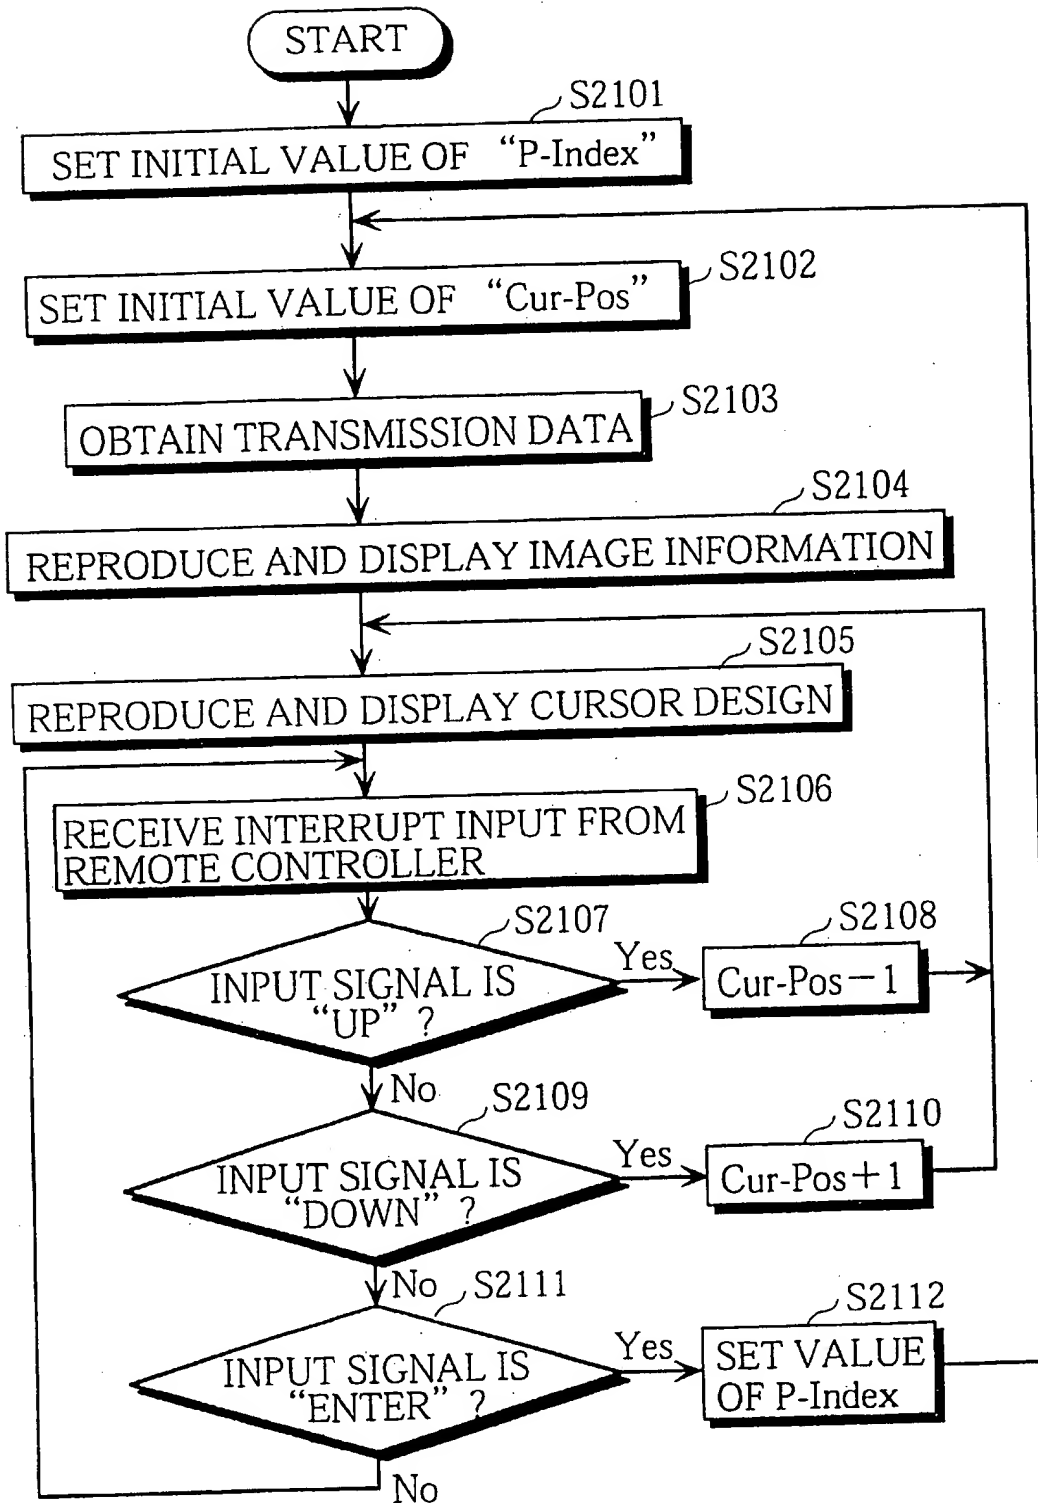 START
S2101
SET INITIAL VALUE OF “P-Index”
S2102
SET INITIAL VALUE OF “Cur-Pos”
S2103
OBTAIN TRANSMISSION DATA
S2104
REPRODUCE AND DISPLAY IMAGE INFORMATION
S2105
REPRODUCE AND DISPLAY CURSOR DESIGN
S2106
RECEIVE INTERRUPT INPUT FROM
REMOTE CONTROLLER
S2107
INPUT SIGNAL IS
“UP” ?
Yes
S2108
Cur-Pos－1
No
S2109
INPUT SIGNAL IS
“DOWN” ?
Yes
S2110
Cur-Pos＋1
No
S2111
INPUT SIGNAL IS
“ENTER” ?
Yes
S2112
SET VALUE
OF P-Index
No